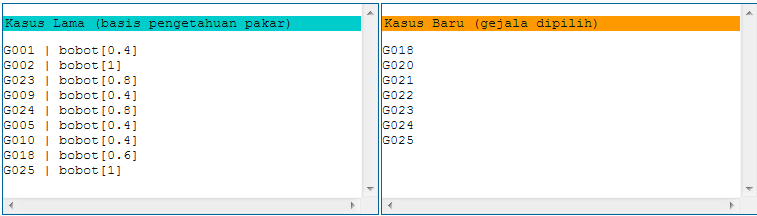 Kasus Lama (basis pengetahuan pakar)
G001 | bobot[0.4]
G002 | bobot[1]
G023 | bobot[0.8]
G009 | bobot[0.4]
G024 | bobot[0.8]
G005 | bobot[0.4]
G010 | bobot[0.4]
G018 | bobot[0.6]
G025 | bobot[1]
Kasus Baru (gejala dipilih)
G018
G020
G021
G022
G023
G024
G025